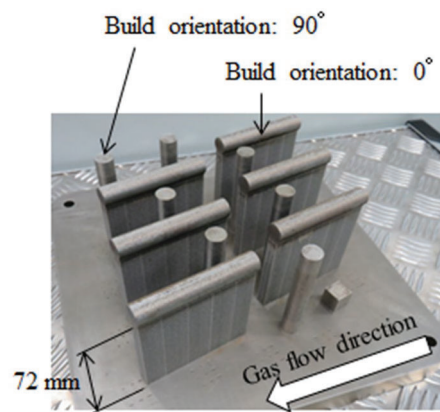 Build orientation: 90°
Build orientation: 0°
72 mm
Gas flow direction